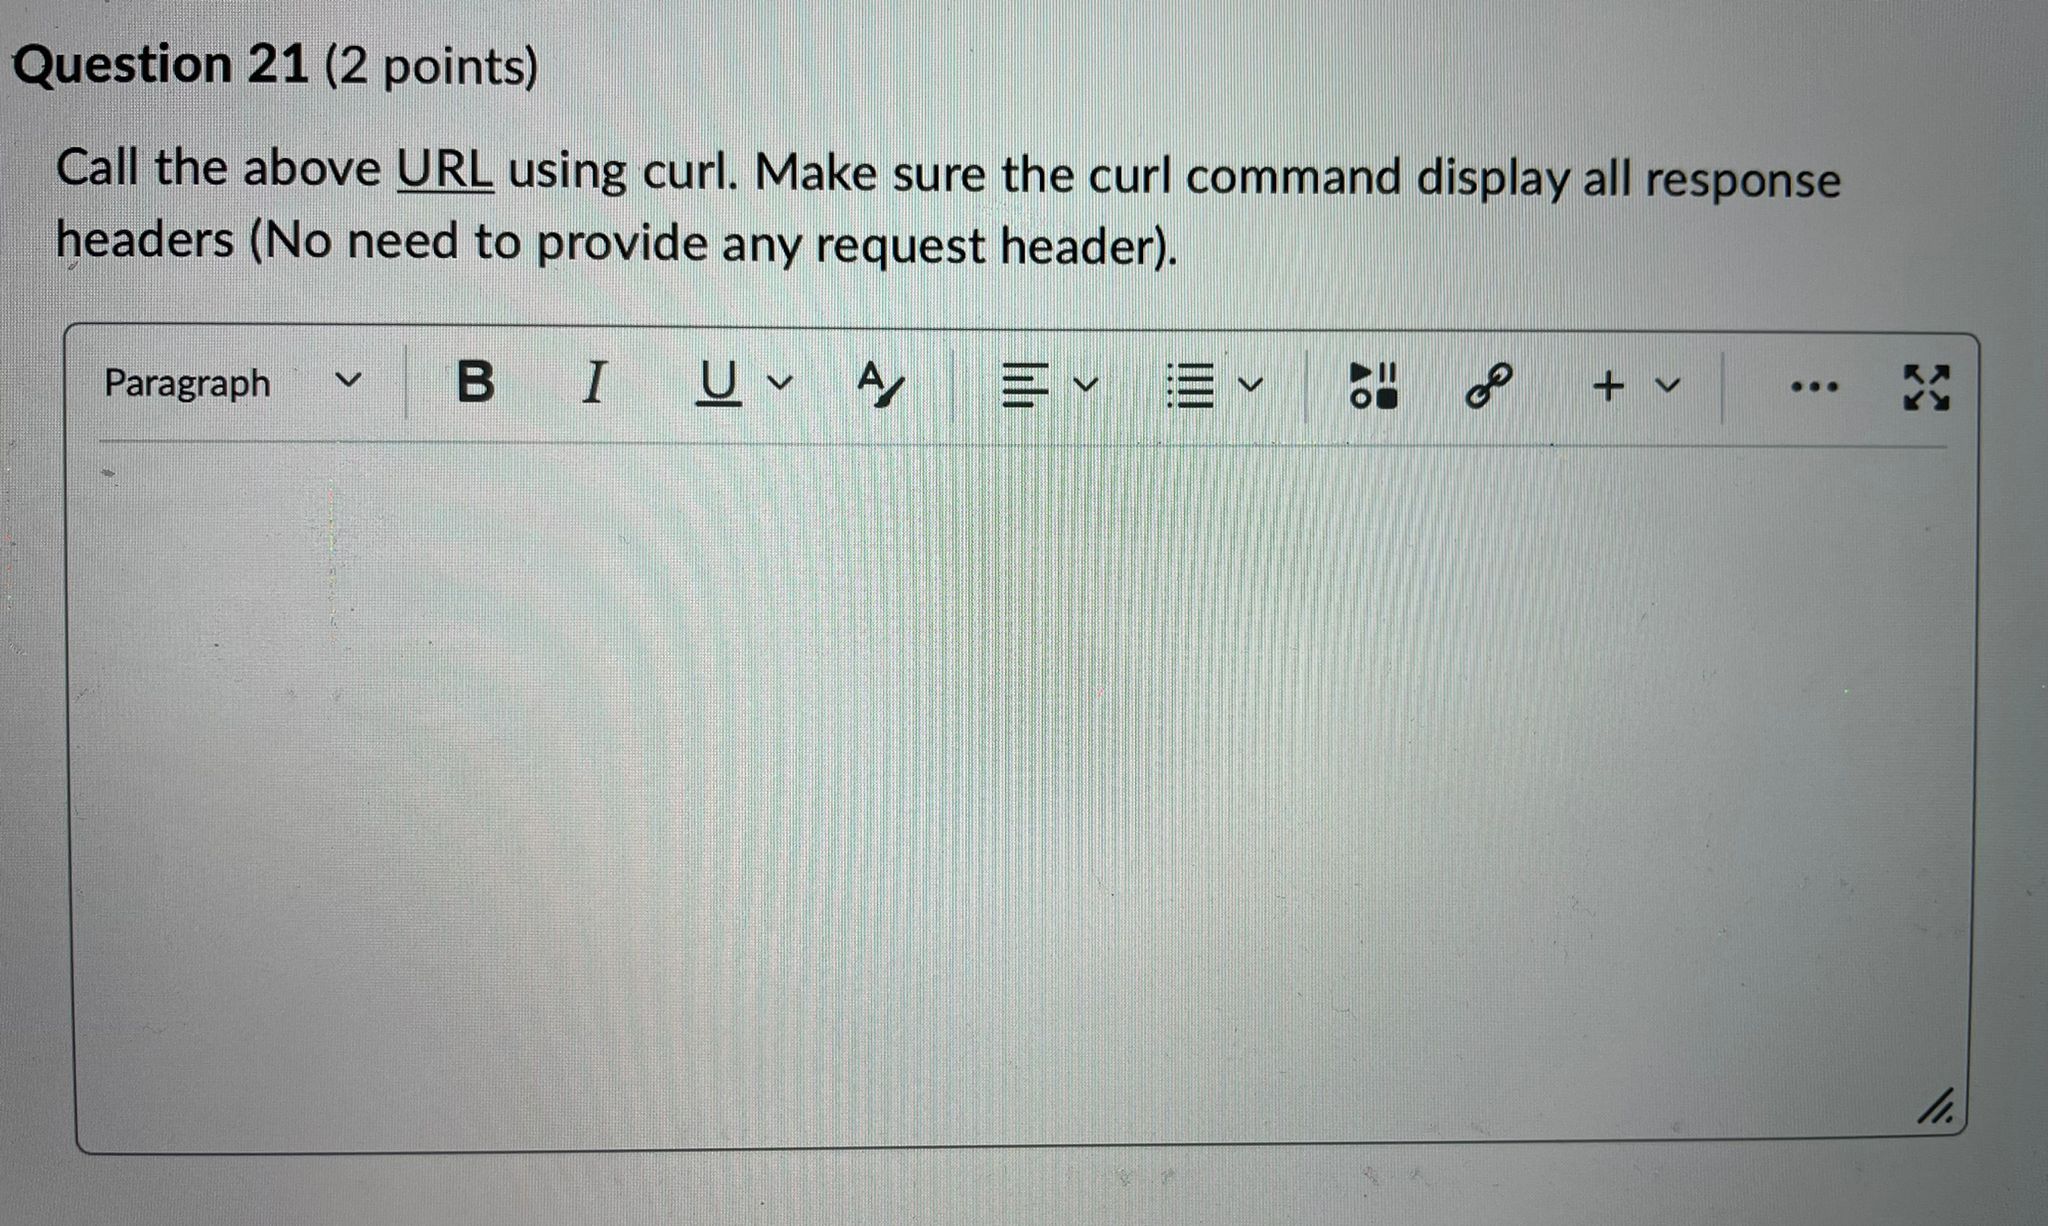 Question 21 (2 points)
Call the above URL using curl. Make sure the curl command display all response
headers (No need to provide any request header).
Paragraph B I U A + ...